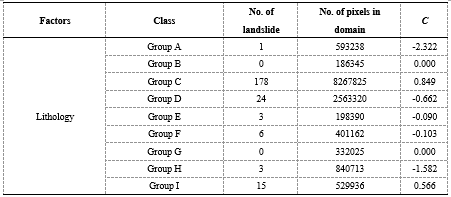 Factors Class No. of landslide No. of pixels in domain C
Lithology
Group A 1 593238 -2.322
Group B 0 186345 0.000
Group C 178 8267825 0.849
Group D 24 2563320 -0.662
Group E 3 198390 -0.090
Group F 6 401162 -0.103
Group G 0 332025 0.000
Group H 3 840713 -1.582
Group I 15 529936 0.566